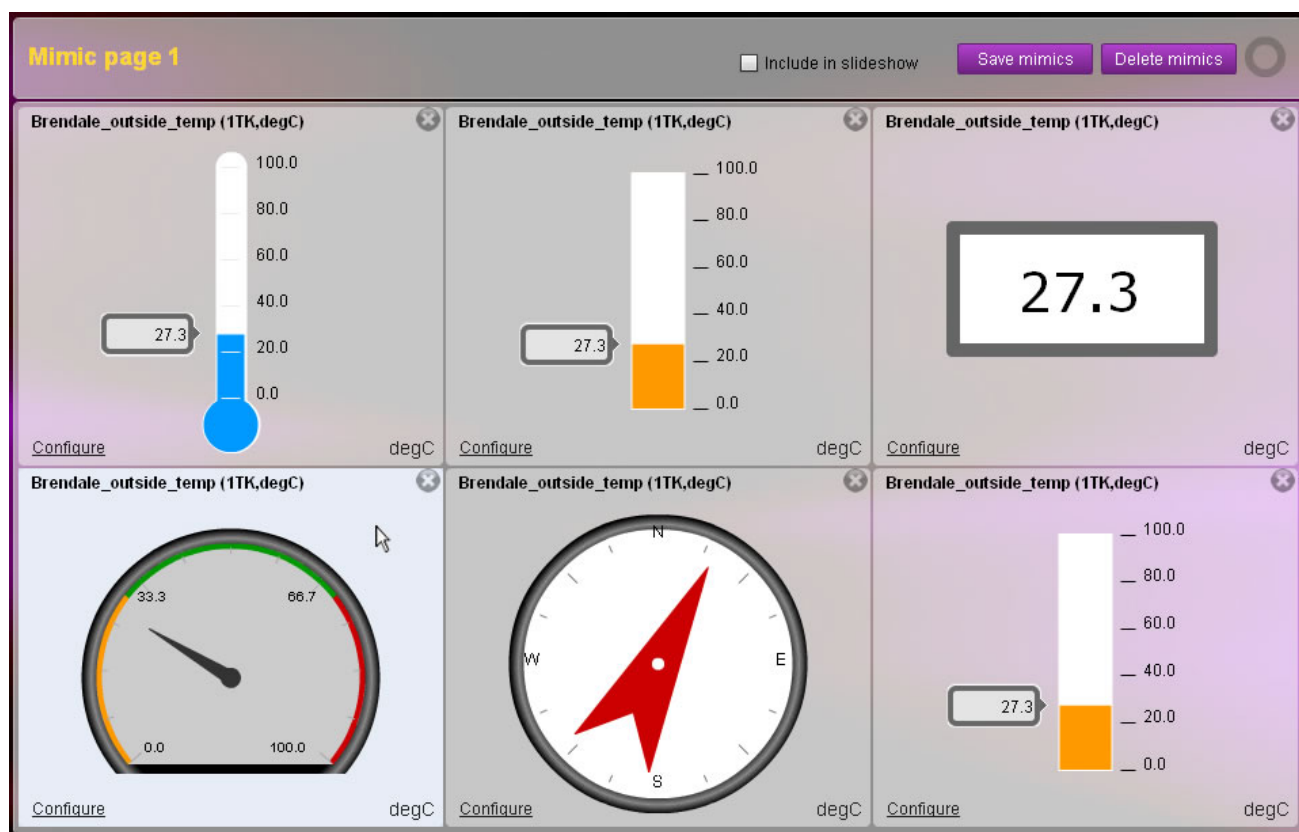 Mimic page 1
Include in slideshow
Save mimics
Delete mimics
Brendale_outside_temp (1TK,degC)
100.0
80.0
60.0
40.0
27.3
20.0
0.0
Configure
degC
Brendale_outside_temp (1TK,degC)
100.0
80.0
60.0
40.0
27.3
20.0
0.0
Configure
degC
Brendale_outside_temp (1TK,degC)
27.3
Configure
degC
Brendale_outside_temp (1TK,degC)
33.3
66.7
0.0
100.0
Configure
degC
Brendale_outside_temp (1TK,degC)
N
W
E
S
Configure
degC
Brendale_outside_temp (1TK,degC)
100.0
80.0
60.0
40.0
27.3
20.0
0.0
Configure
degC